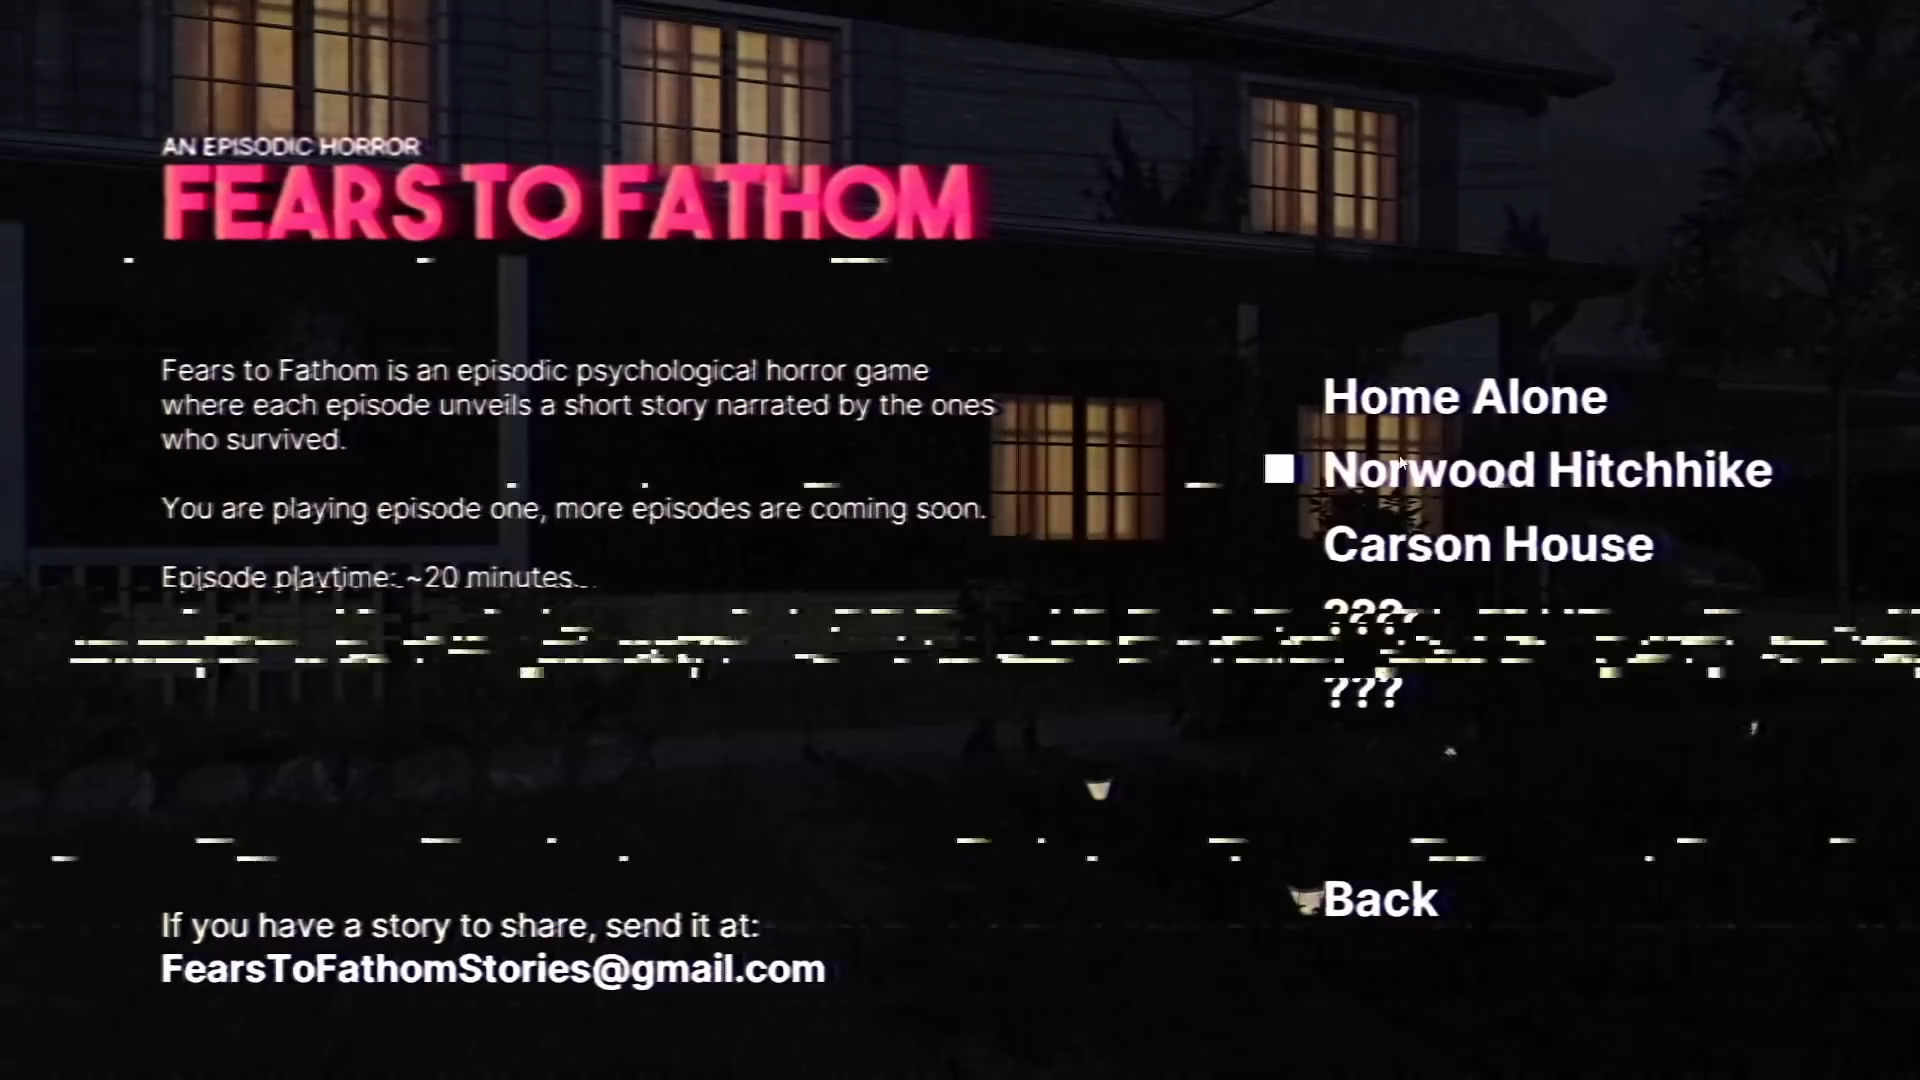 AN EPISODIC HORROR
FEARS TO FATHOM
Fears to Fathom is an episodic psychological horror game
where each episode unveils a short story narrated by the ones
who survived.
You are playing episode one, more episodes are coming soon.
Episode playtime: ~20 minutes.
If you have a story to share, send it at:
FearsToFathomStories@gmail.com
Home Alone
Norwood Hitchhike
Carson House
???
???
Back